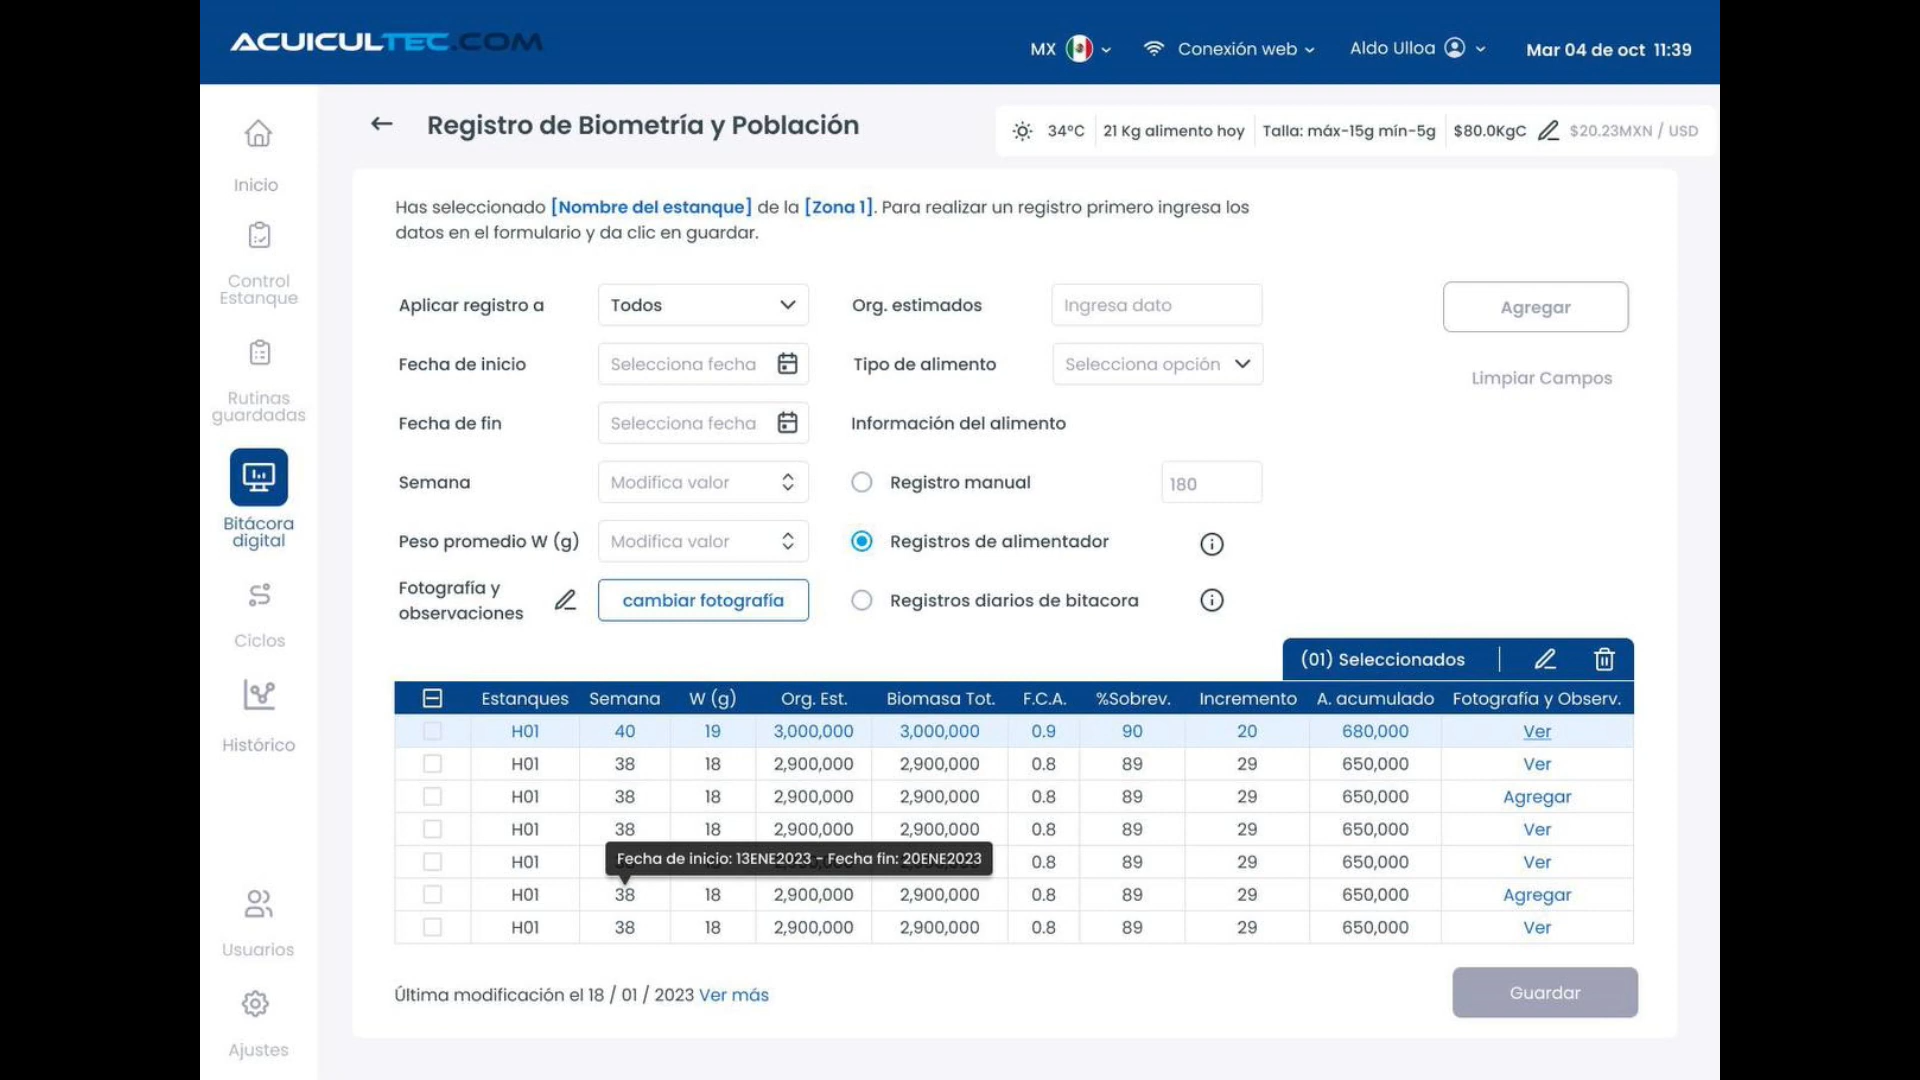 ACUICULTEC.COM
MX
Conexión web
Aldo Ulloa
Mar 04 de oct 11:39
Registro de Biometría y Población
34°C
21 Kg alimento hoy
Talla: máx-15g mín-5g
$80.0KgC
$20.23MXN / USD
Inicio
Control
Estanque
Rutinas
guardadas
Bitácora
digital
Ciclos
Histórico
Usuarios
Ajustes
Has seleccionado [Nombre del estanque] de la [Zona 1]. Para realizar un registro primero ingresa los
datos en el formulario y da clic en guardar.
Aplicar registro a Todos
Org. estimados Ingresa dato
Agregar
Fecha de inicio Selecciona fecha
Tipo de alimento Selecciona opción
Limpiar Campos
Fecha de fin Selecciona fecha
Información del alimento
Semana Modifica valor
Registro manual 180
Peso promedio W (g) Modifica valor
Registros de alimentador
Fotografía y
observaciones
cambiar fotografía
Registros diarios de bitacora
(01) Seleccionados
Estanques Semana W (g) Org. Est. Biomasa Tot. F.C.A. %Sobrev. Incremento A. acumulado Fotografía y Observ.
H01 40 19 3,000,000 3,000,000 0.9 90 20 680,000 Ver
H01 38 18 2,900,000 2,900,000 0.8 89 29 650,000 Ver
H01 38 18 2,900,000 2,900,000 0.8 89 29 650,000 Agregar
H01 38 18 2,900,000 2,900,000 0.8 89 29 650,000 Ver
Fecha de inicio: 13ENE2023 - Fecha fin: 20ENE2023
H01 0.8 89 29 650,000 Ver
H01 38 18 2,900,000 2,900,000 0.8 89 29 650,000 Agregar
H01 38 18 2,900,000 2,900,000 0.8 89 29 650,000 Ver
Última modificación el 18 / 01 / 2023 Ver más
Guardar